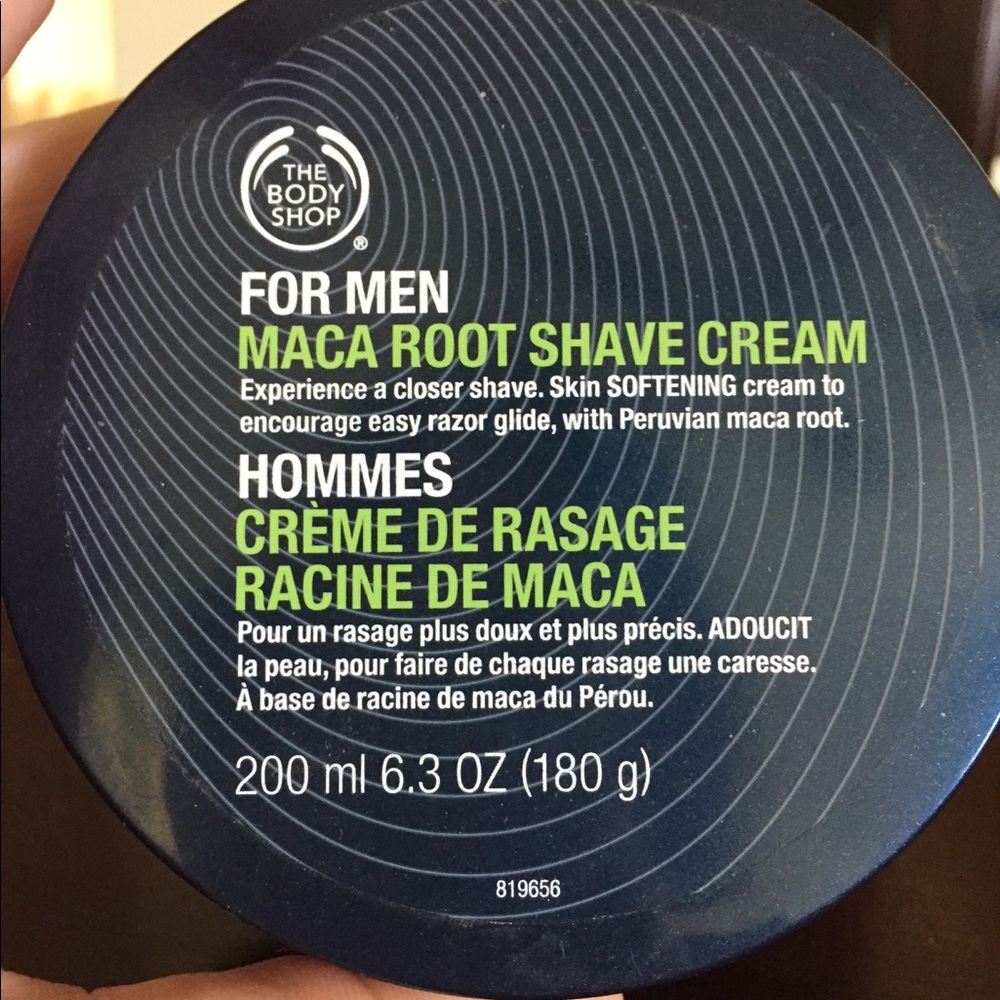 THE
BODY
SHOP
®
FOR MEN
MACA ROOT SHAVE CREAM
Experience a closer shave. Skin SOFTENING cream to
encourage easy razor glide, with Peruvian maca root.
HOMMES
CRÈME DE RASAGE
RACINE DE MACA
Pour un rasage plus doux et plus précis. ADOUCIT
la peau, pour faire de chaque rasage une caresse.
À base de racine de maca du Pérou.
200 ml 6.3 OZ (180 g)
819656